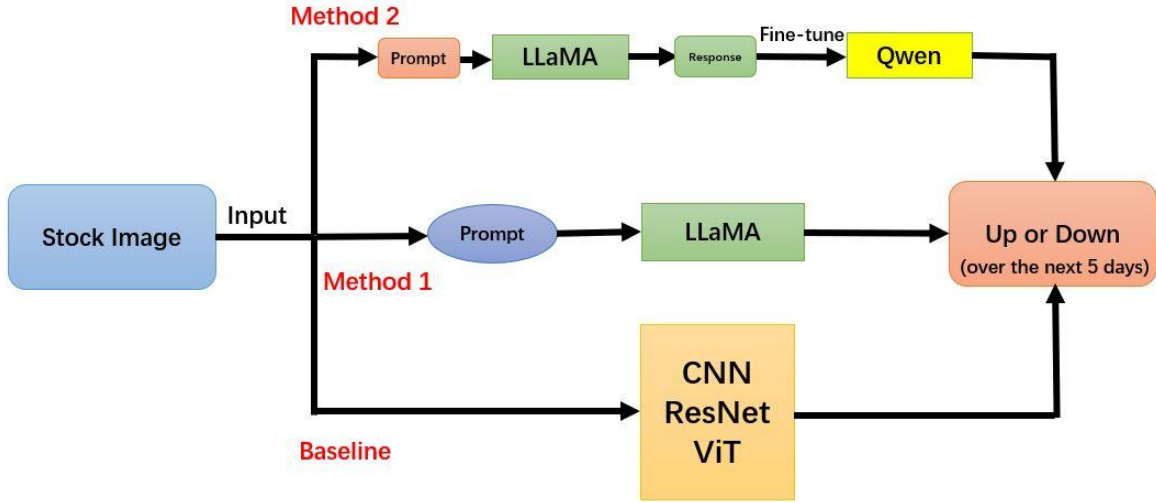 Method 2
Prompt
LLaMA
Response
Fine-tune
Qwen
Stock Image
Input
Prompt
LLaMA
Up or Down
(over the next 5 days)
Method 1
CNN
ResNet
ViT
Baseline